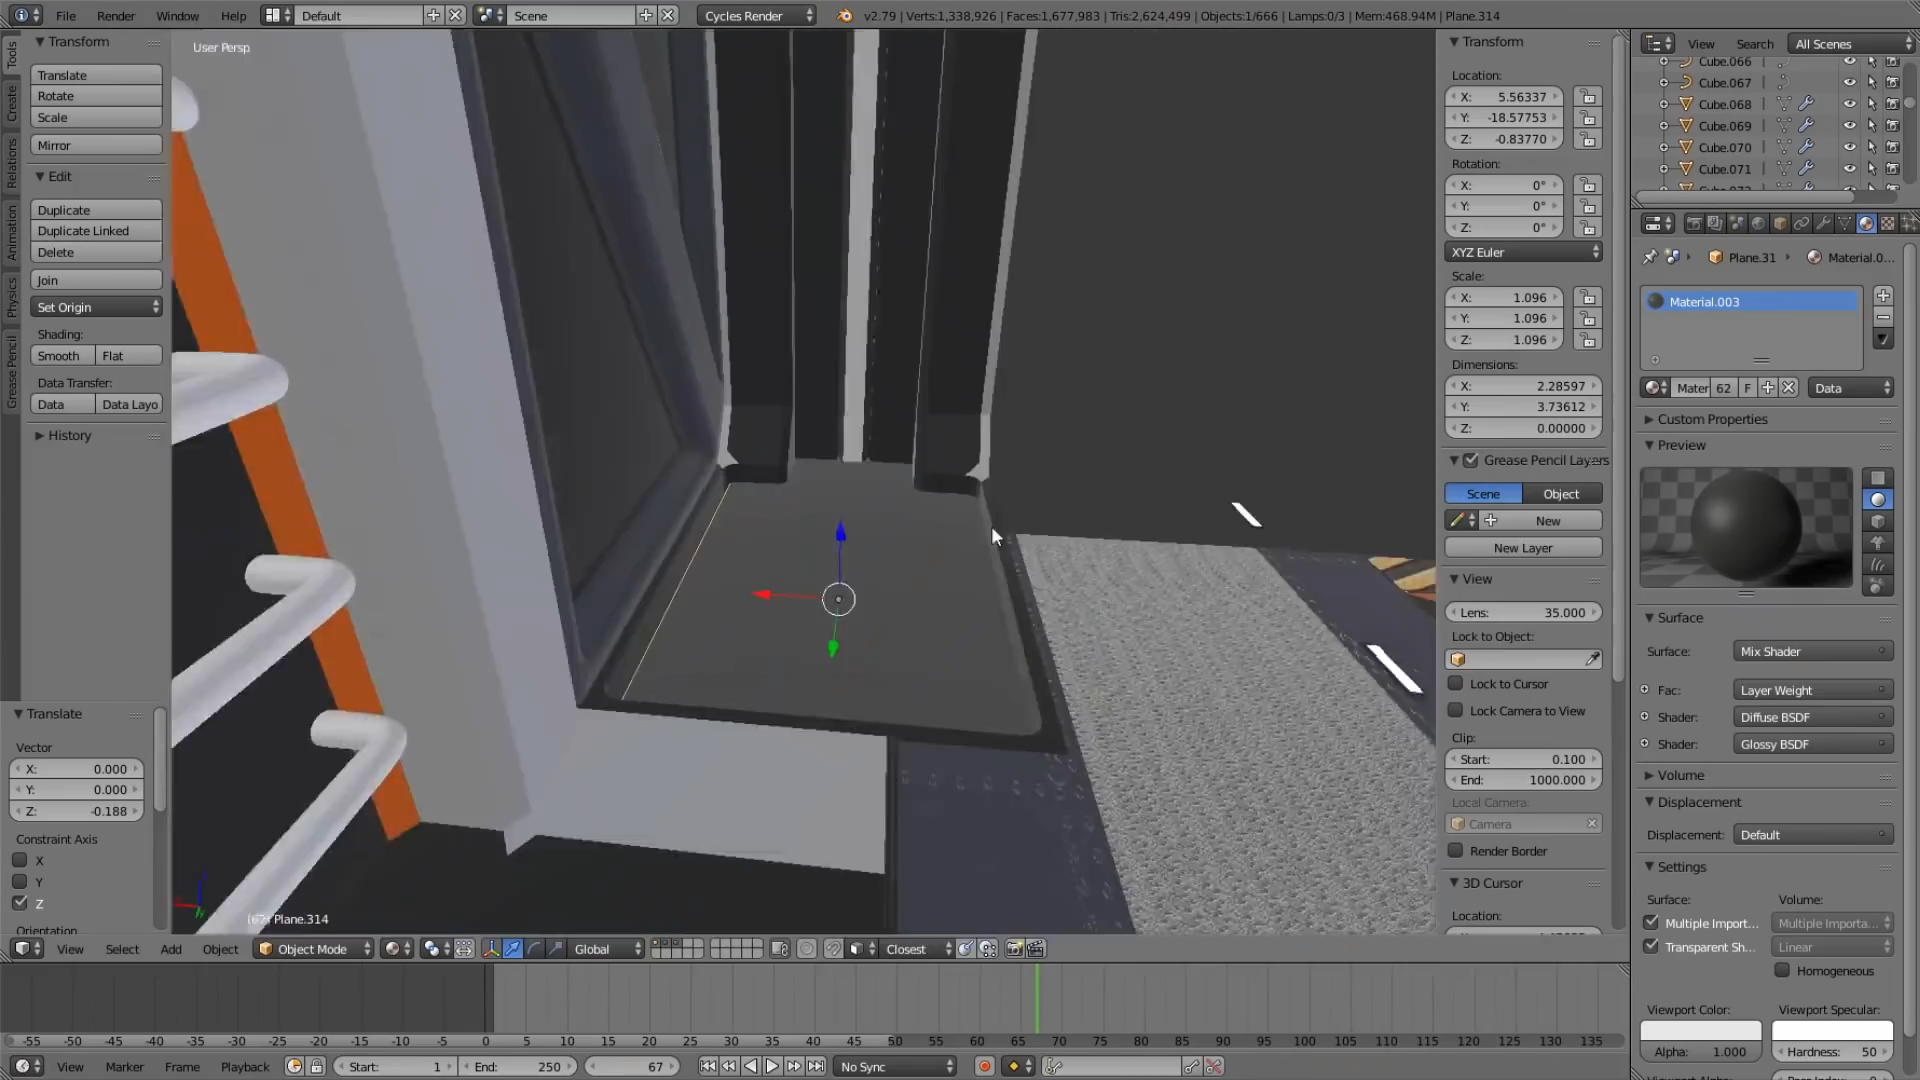 File Render Window Help Default Scene Cycles Render v2.79 | Verts:1,338,926 | Faces:1,677,983 | Tris:2,624,499 | Objects:1/666 | Lamps:0/3 | Mem:468.94M | Plane.314
Tools
Create
Relations
Animation
Physics
Grease Pencil
Transform
Translate
Rotate
Scale
Mirror
Edit
Duplicate
Duplicate Linked
Delete
Join
Set Origin
Shading:
Smooth Flat
Data Transfer:
Data Data Layo
History
Translate
Vector
X: 0.000
Y: 0.000
Z: -0.188
Constraint Axis
X
Y
Z
Orientation
User Persp
Plane.314
View Select Add Object Object Mode Global Closest
Transform
Location:
X: 5.56337
Y: -18.57753
Z: -0.83770
Rotation:
X: 0°
Y: 0°
Z: 0°
XYZ Euler
Scale:
X: 1.096
Y: 1.096
Z: 1.096
Dimensions:
X: 2.28597
Y: 3.73612
Z: 0.00000
Grease Pencil Layers
Scene Object
New
New Layer
View
Lens: 35.000
Lock to Object:
Lock to Cursor
Lock Camera to View
Clip:
Start: 0.100
End: 1000.000
Local Camera:
Camera
Render Border
3D Cursor
Location:
View Search All Scenes
Cube.066
Cube.067
Cube.068
Cube.069
Cube.070
Cube.071
Plane.31 Material.0...
Material.003
Mater 62 F Data
Custom Properties
Preview
Surface
Surface: Mix Shader
Fac: Layer Weight
Shader: Diffuse BSDF
Shader: Glossy BSDF
Volume
Displacement
Displacement: Default
Settings
Surface: Volume:
Multiple Import... Multiple Importa...
Transparent Sh... Linear
Homogeneous
Viewport Color: Viewport Specular:
Alpha: 1.000 Hardness: 50
-55 -50 -45 -40 -35 -30 -25 -20 -15 -10 -5 0 5 10 15 20 25 30 35 40 45 50 55 60 65 70 75 80 85 90 95 100 105 110 115 120 125 130 135
View Marker Frame Playback Start: 1 End: 250 67 No Sync